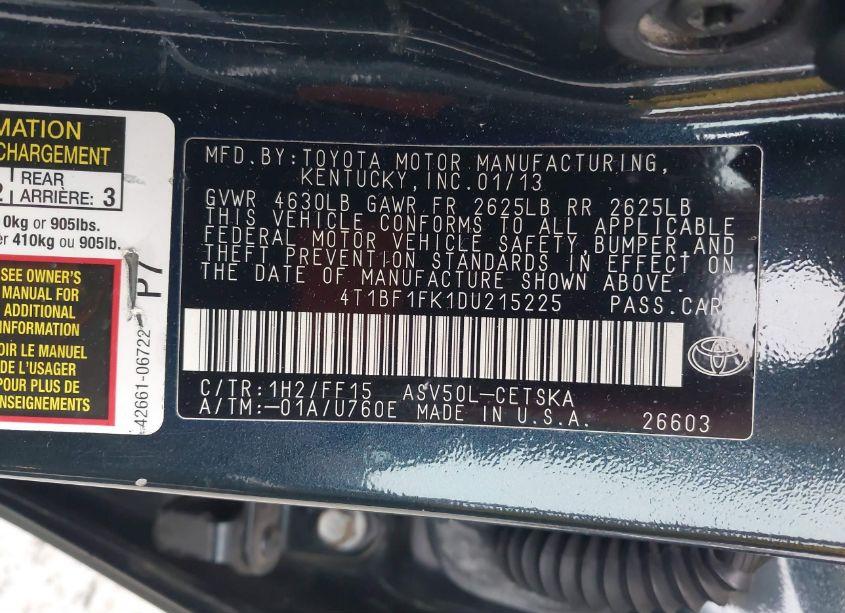 MATION
CHARGEMENT
REAR
ARRIÈRE: 3
0kg or 905lbs.
er 410kg ou 905lb.
SEE OWNER'S
MANUAL FOR
ADDITIONAL
INFORMATION
OIR LE MANUEL
DE L'USAGER
POUR PLUS DE
ENSEIGNEMENTS
42661-06722
P7
MFD.BY:TOYOTA MOTOR MANUFACTURING,
KENTUCKY,INC.01/13
GVWR 4630LB GAWR FR 2625LB RR 2625LB
THIS VEHICLE CONFORMS TO ALL APPLICABLE
FEDERAL MOTOR VEHICLE SAFETY,BUMPER,AND
THEFT PREVENTION STANDARDS IN EFFECT ON
THE DATE OF MANUFACTURE SHOWN ABOVE.
4T1BF1FK1DU215225 PASS.CAR
C/TR:1H2/FF15 ASV50L-CETSKA
A/TM:-01A/U760E MADE IN U.S.A. 26603